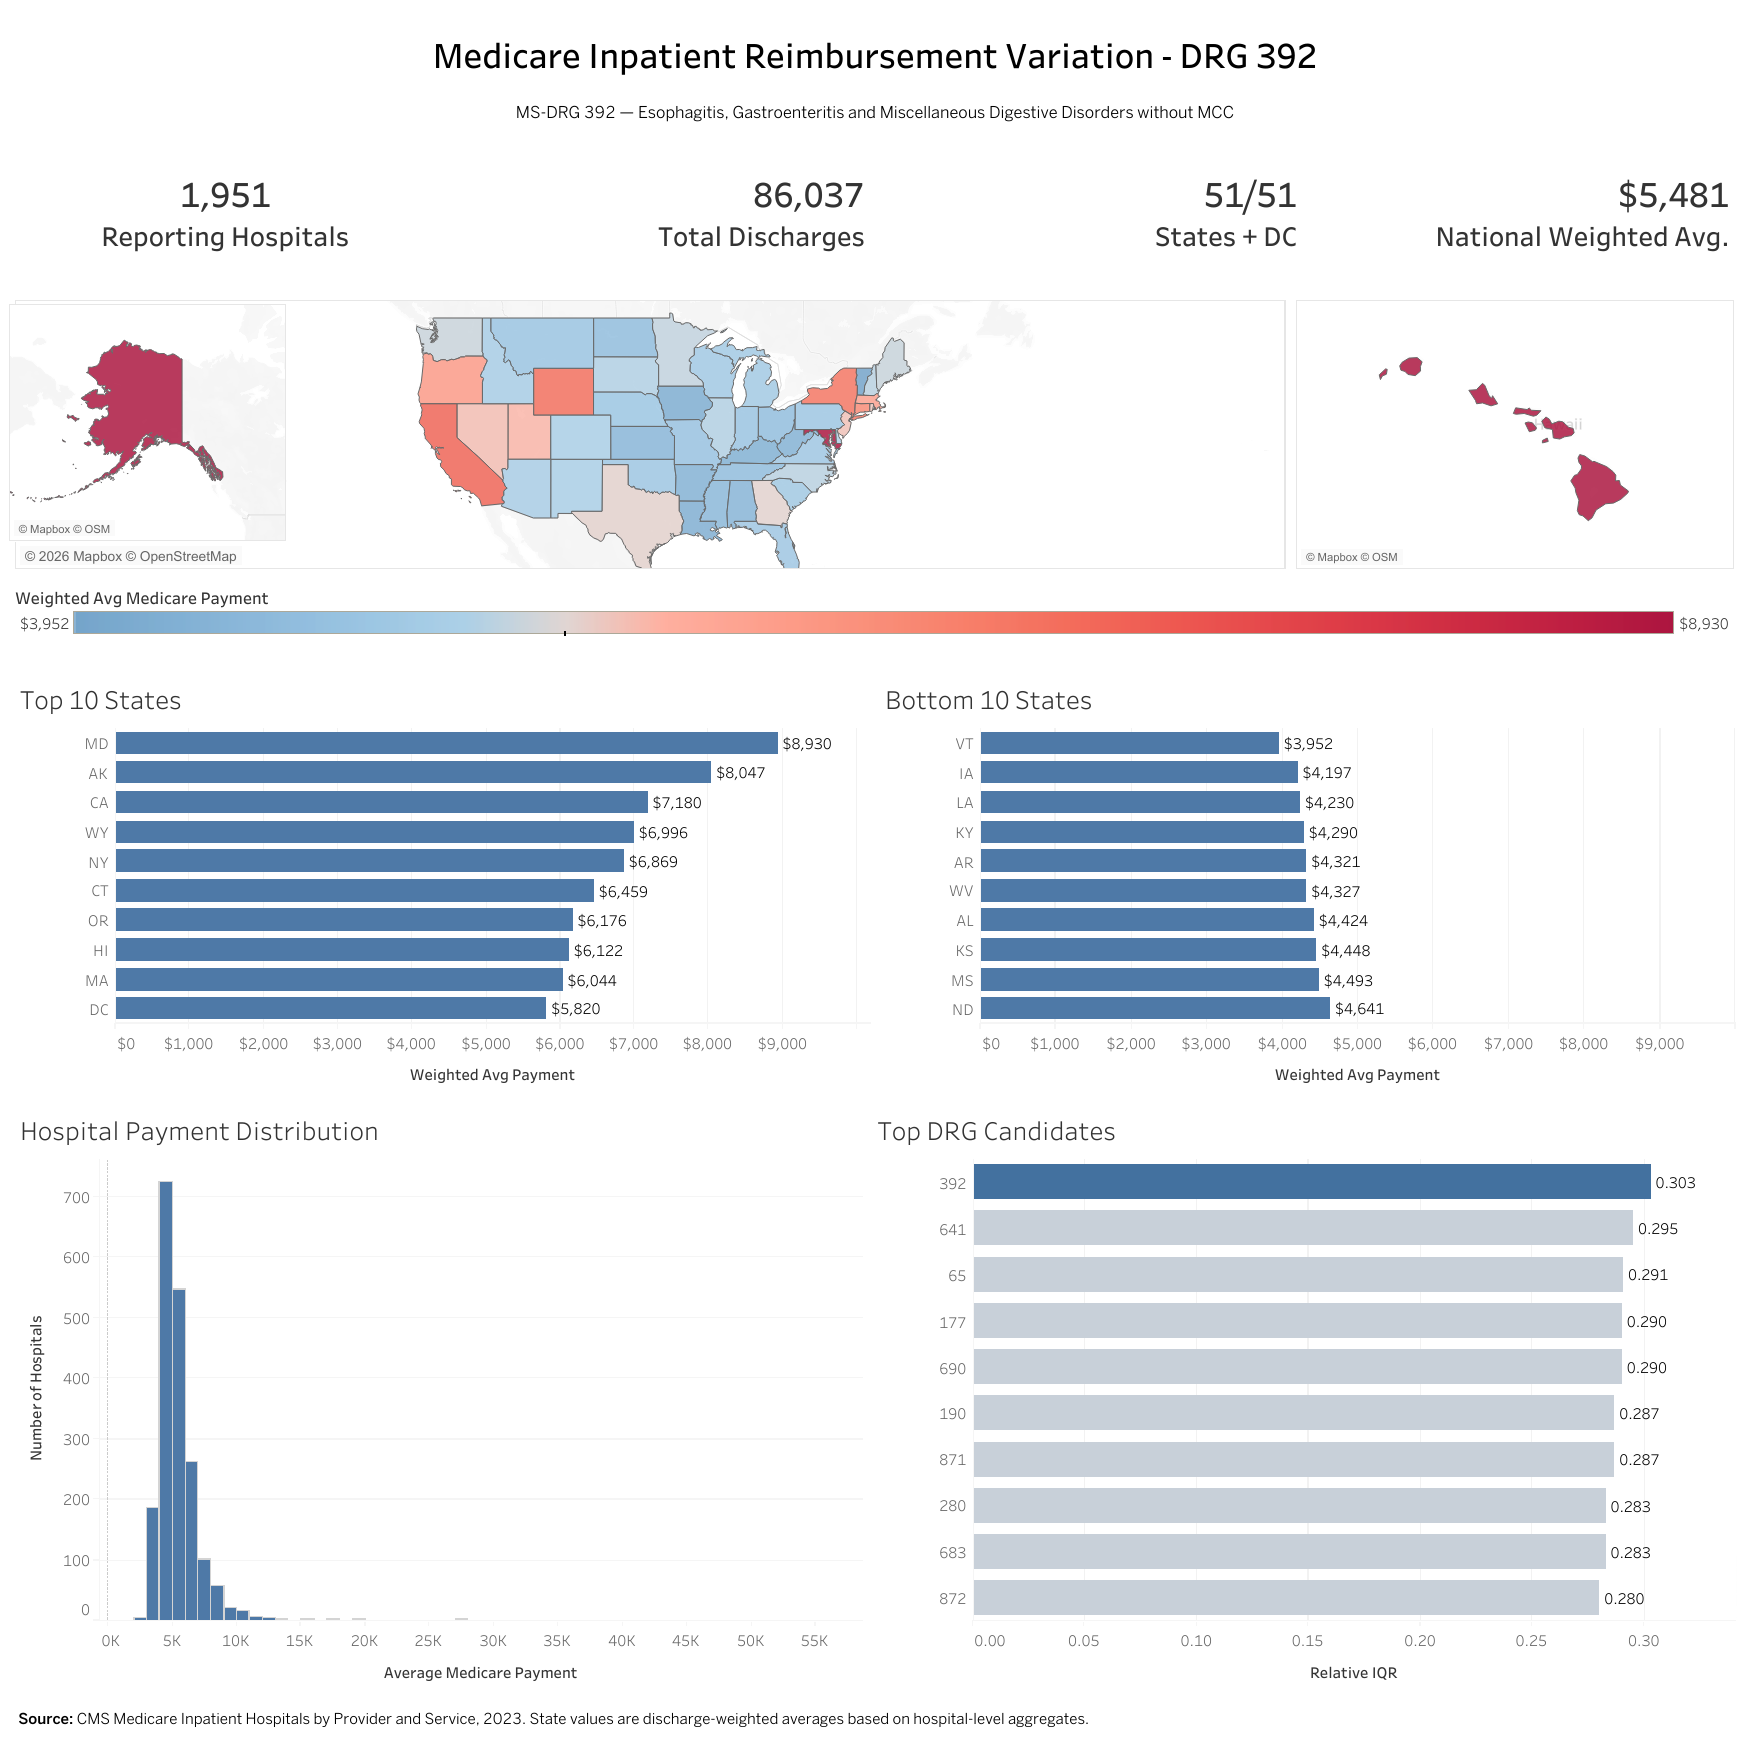 Medicare Inpatient Reimbursement Variation - DRG 392
MS-DRG 392 — Esophagitis, Gastroenteritis and Miscellaneous Digestive Disorders without MCC
1,951
Reporting Hospitals
86,037
Total Discharges
51/51
States + DC
$5,481
National Weighted Avg.
© Mapbox © OSM
© 2026 Mapbox © OpenStreetMap
© Mapbox © OSM
Weighted Avg Medicare Payment
$3,952
$8,930
Top 10 States
MD $8,930
AK $8,047
CA $7,180
WY $6,996
NY $6,869
CT $6,459
OR $6,176
HI $6,122
MA $6,044
DC $5,820
$0 $1,000 $2,000 $3,000 $4,000 $5,000 $6,000 $7,000 $8,000 $9,000
Weighted Avg Payment
Bottom 10 States
VT $3,952
IA $4,197
LA $4,230
KY $4,290
AR $4,321
WV $4,327
AL $4,424
KS $4,448
MS $4,493
ND $4,641
$0 $1,000 $2,000 $3,000 $4,000 $5,000 $6,000 $7,000 $8,000 $9,000
Weighted Avg Payment
Hospital Payment Distribution
Number of Hospitals
700
600
500
400
300
200
100
0
0K 5K 10K 15K 20K 25K 30K 35K 40K 45K 50K 55K
Average Medicare Payment
Top DRG Candidates
392 0.303
641 0.295
65 0.291
177 0.290
690 0.290
190 0.287
871 0.287
280 0.283
683 0.283
872 0.280
0.00 0.05 0.10 0.15 0.20 0.25 0.30
Relative IQR
Source: CMS Medicare Inpatient Hospitals by Provider and Service, 2023. State values are discharge-weighted averages based on hospital-level aggregates.